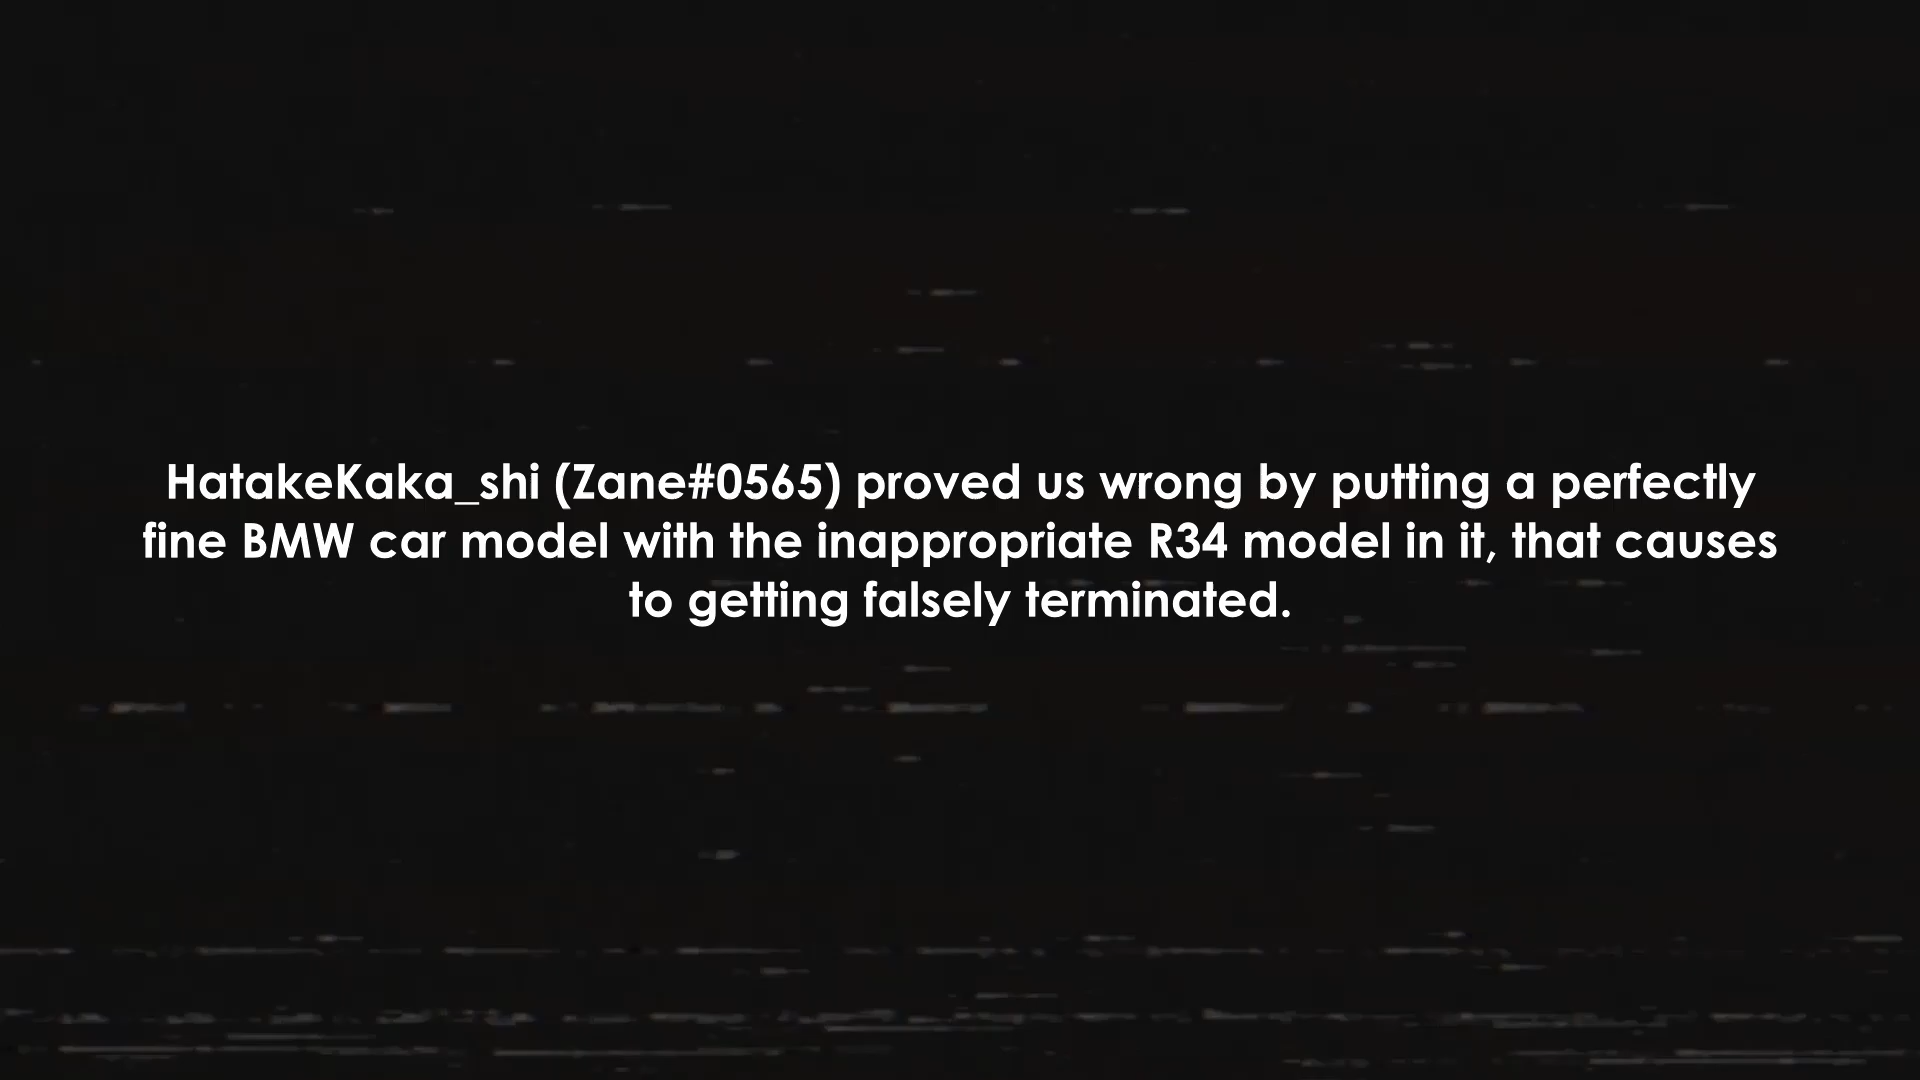 HatakeKaka_shi (Zane#0565) proved us wrong by putting a perfectly
fine BMW car model with the inappropriate R34 model in it, that causes
to getting falsely terminated.